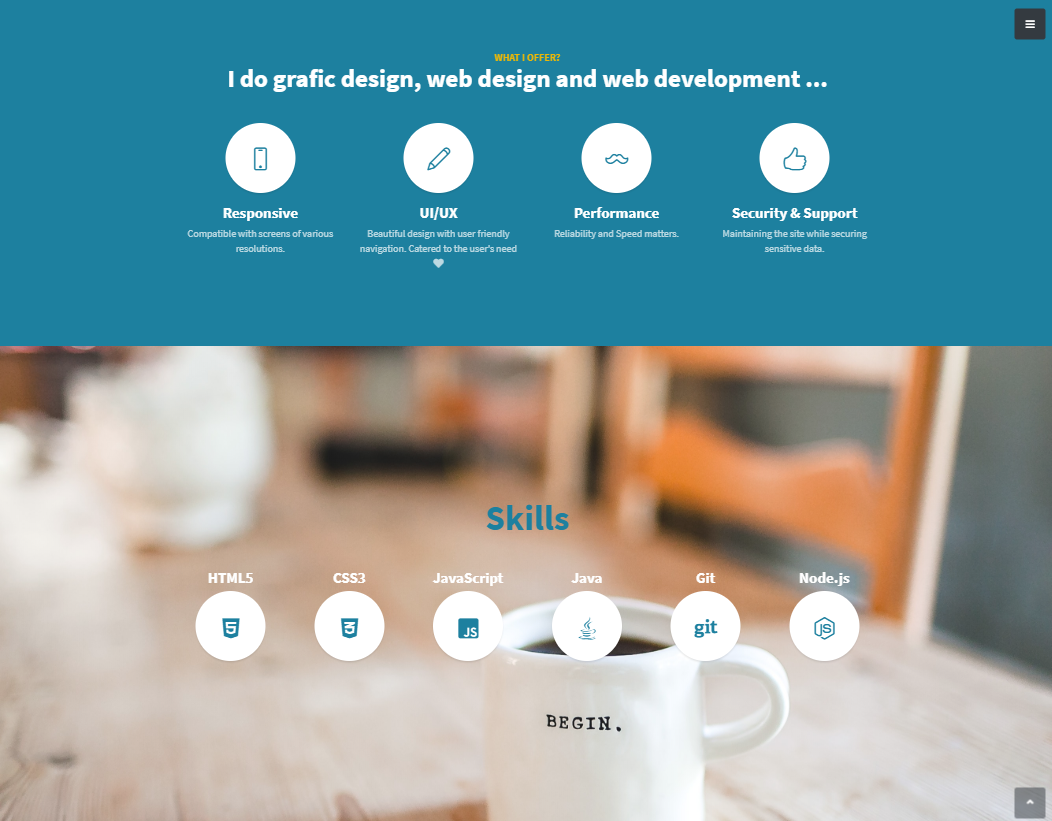 WHAT I OFFER?
I do grafic design, web design and web development ...
Responsive
Compatible with screens of various
resolutions.
UI/UX
Beautiful design with user friendly
navigation. Catered to the user's need
Performance
Reliability and Speed matters.
Security & Support
Maintaining the site while securing
sensitive data.
Skills
HTML5
CSS3
JavaScript
Java
Git
Node.js
5
3
JS
git
JS
BEGIN.